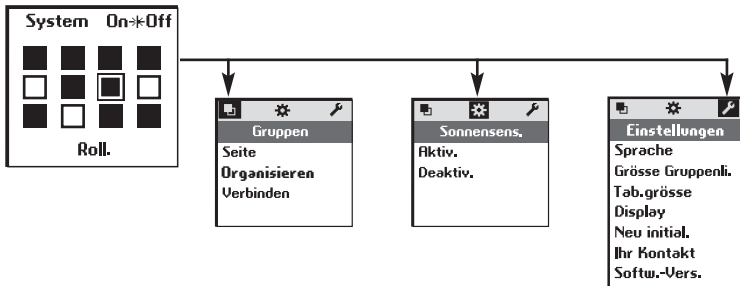 System On☀Off
Roll.
Gruppen
Seite
Organisieren
Verbinden
Sonnensens.
Aktiv.
Deaktiv.
Einstellungen
Sprache
Grösse Gruppenli.
Tab.grösse
Display
Neu initial.
Ihr Kontakt
Softw.-Vers.